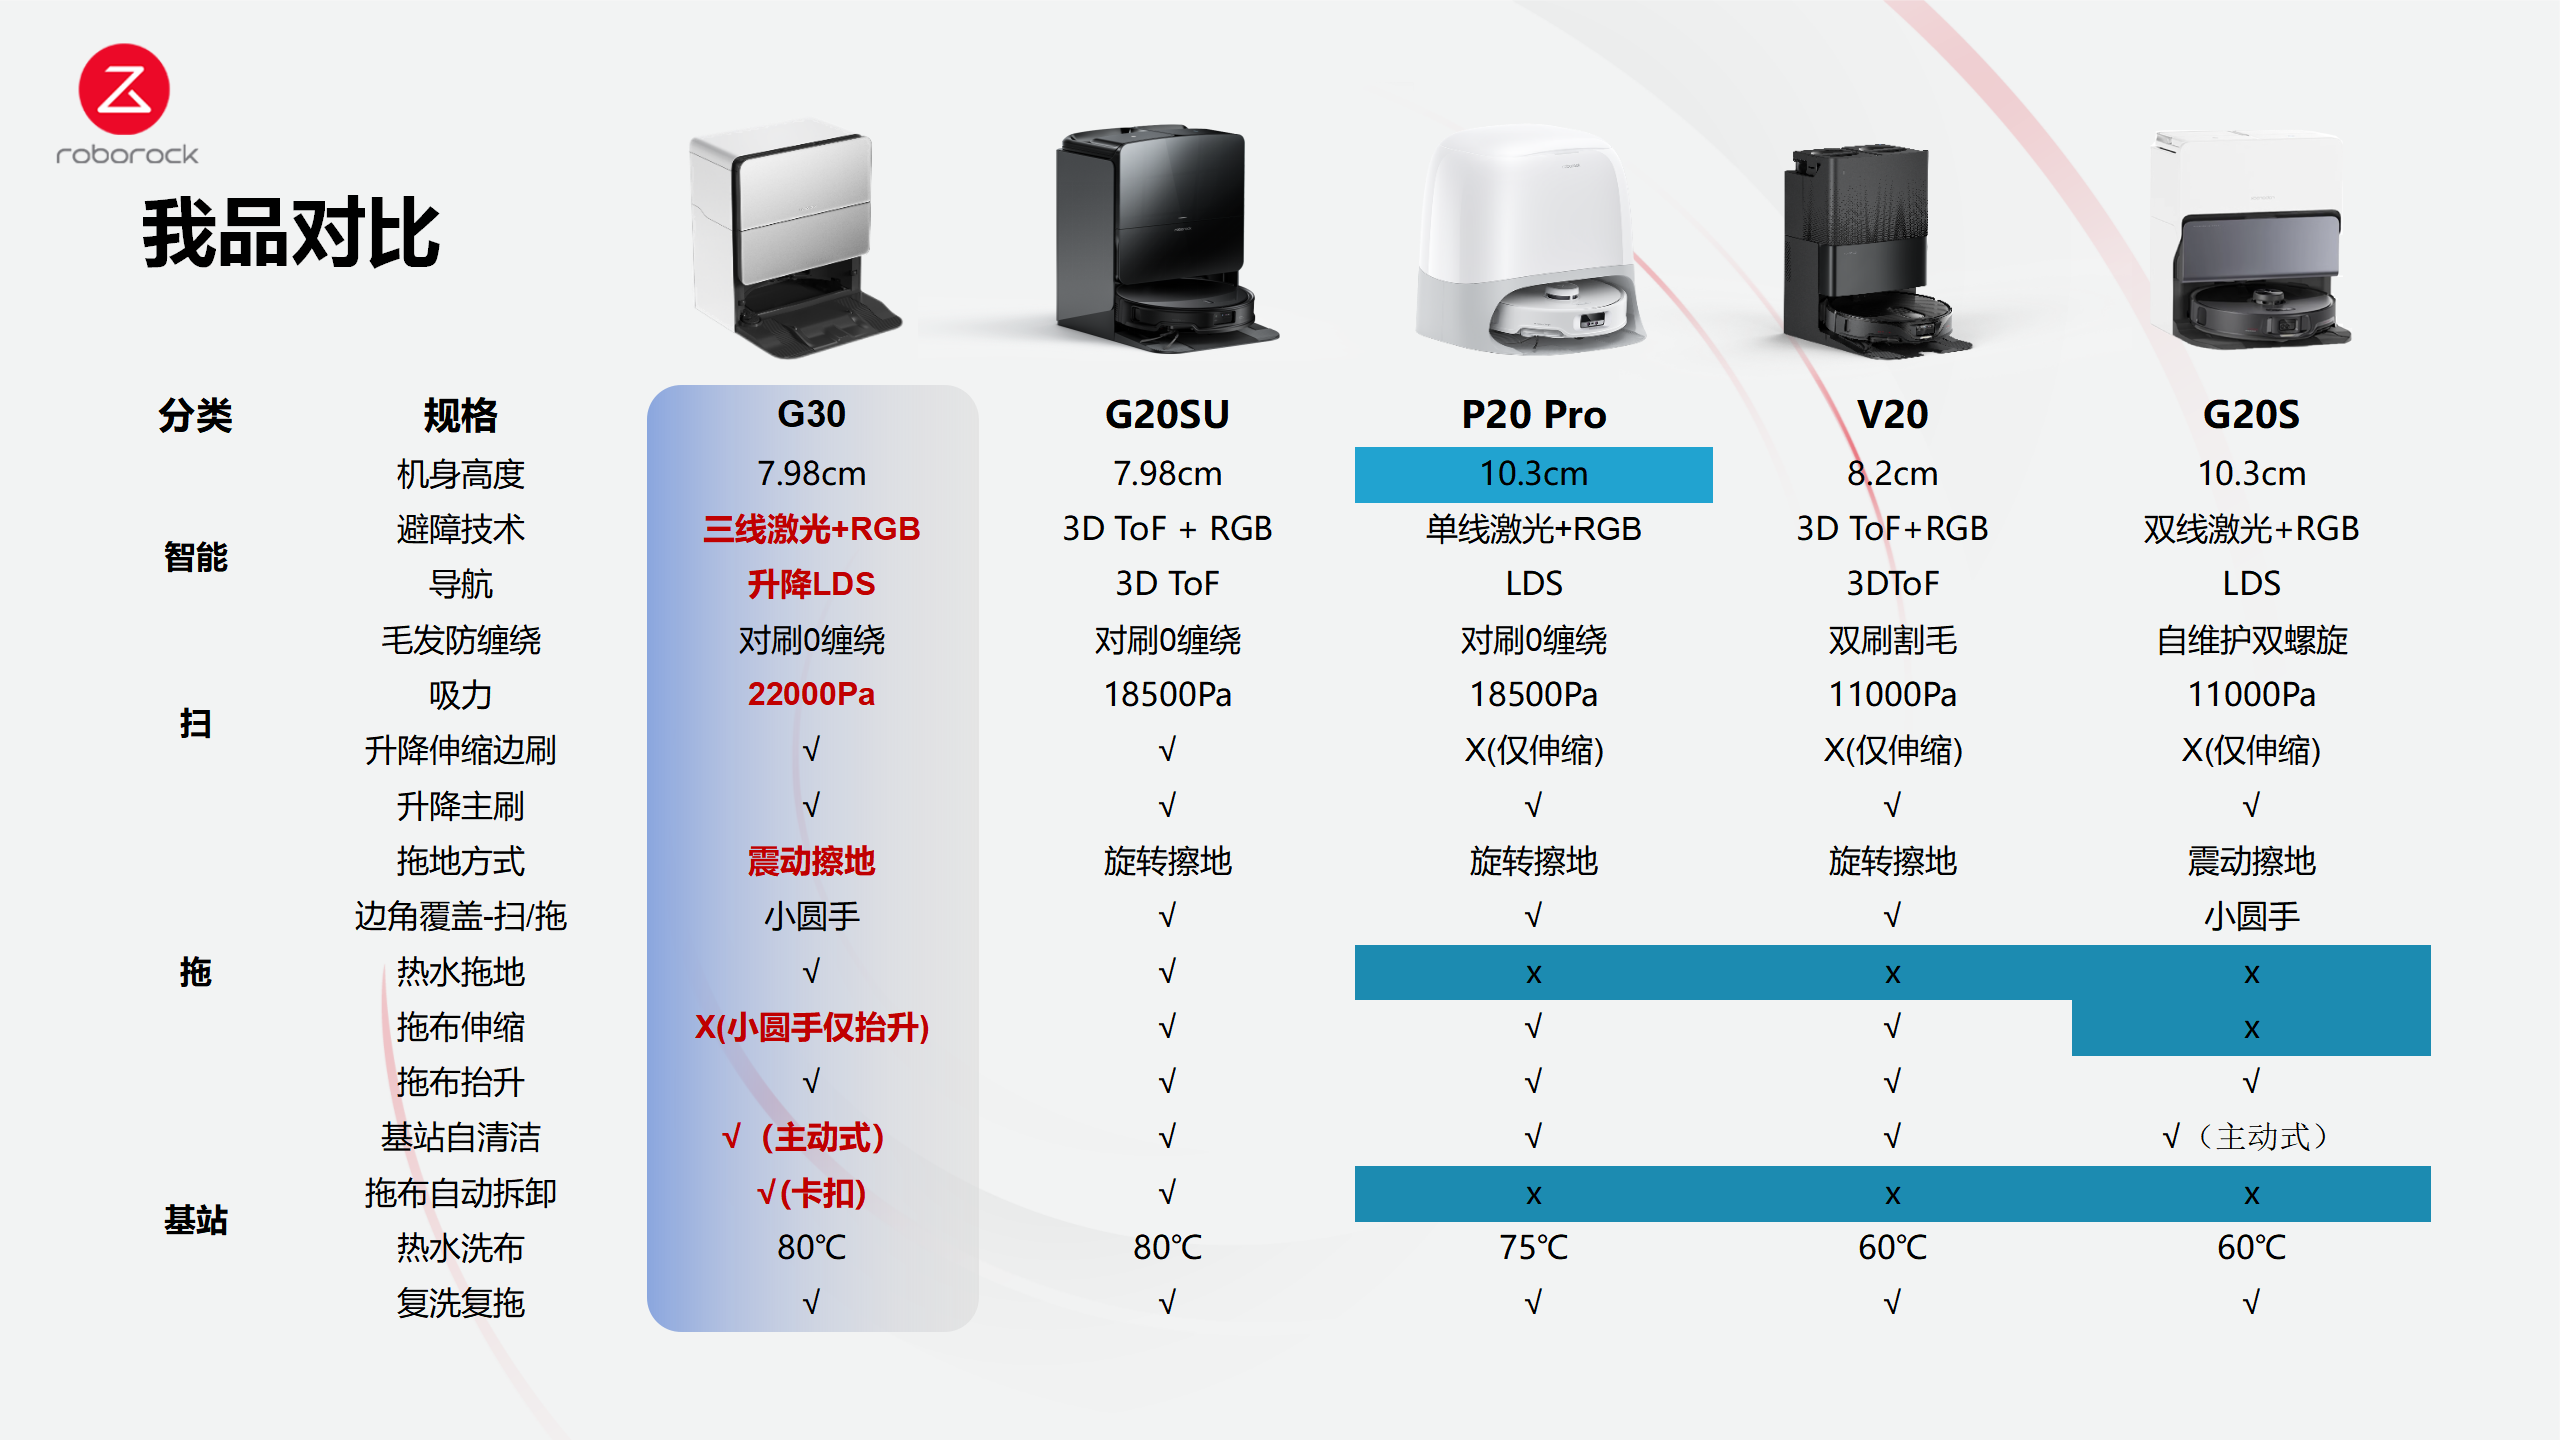 roborock
我品对比
分类 规格 G30 G20SU P20 Pro V20 G20S
机身高度 7.98cm 7.98cm 10.3cm 8.2cm 10.3cm
智能
避障技术 三线激光+RGB 3D ToF + RGB 单线激光+RGB 3D ToF+RGB 双线激光+RGB
导航 升降LDS 3D ToF LDS 3DToF LDS
毛发防缠绕 对刷0缠绕 对刷0缠绕 对刷0缠绕 双刷割毛 自维护双螺旋
吸力 22000Pa 18500Pa 18500Pa 11000Pa 11000Pa
扫
升降伸缩边刷 √ √ X(仅伸缩) X(仅伸缩) X(仅伸缩)
升降主刷 √ √ √ √ √
拖地方式 震动擦地 旋转擦地 旋转擦地 旋转擦地 震动擦地
边角覆盖-扫/拖 小圆手 √ √ √ 小圆手
拖 热水拖地 √ √ x x x
拖布伸缩 X(小圆手仅抬升) √ √ √ x
拖布抬升 √ √ √ √ √
基站自清洁 √（主动式） √ √ √ √（主动式）
拖布自动拆卸 √(卡扣) √ x x x
基站
热水洗布 80℃ 80℃ 75℃ 60℃ 60℃
复洗复拖 √ √ √ √ √